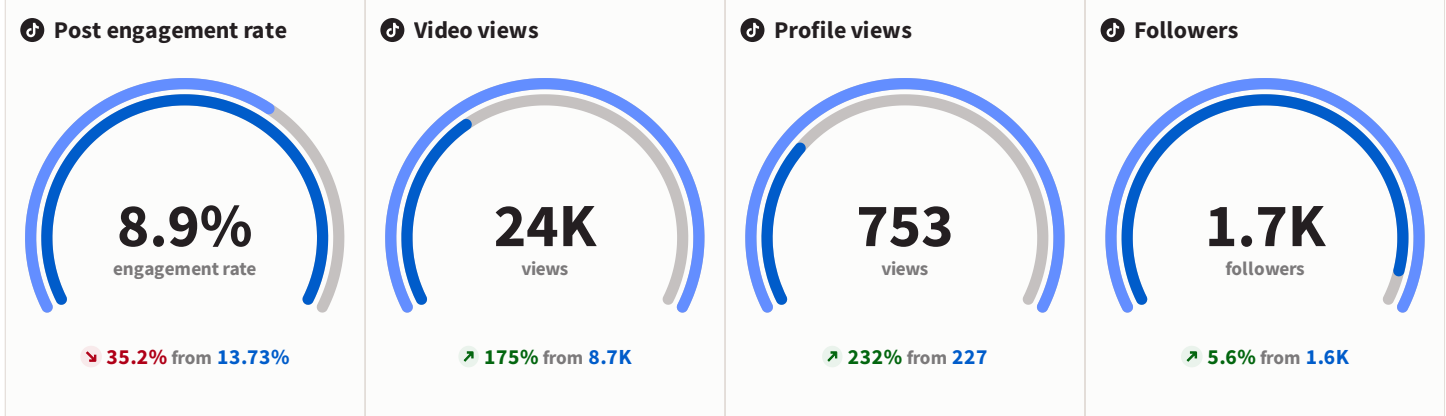 Post engagement rate
8.9%
engagement rate
35.2% from 13.73%
Video views
24K
views
175% from 8.7K
Profile views
753
views
232% from 227
Followers
1.7K
followers
5.6% from 1.6K